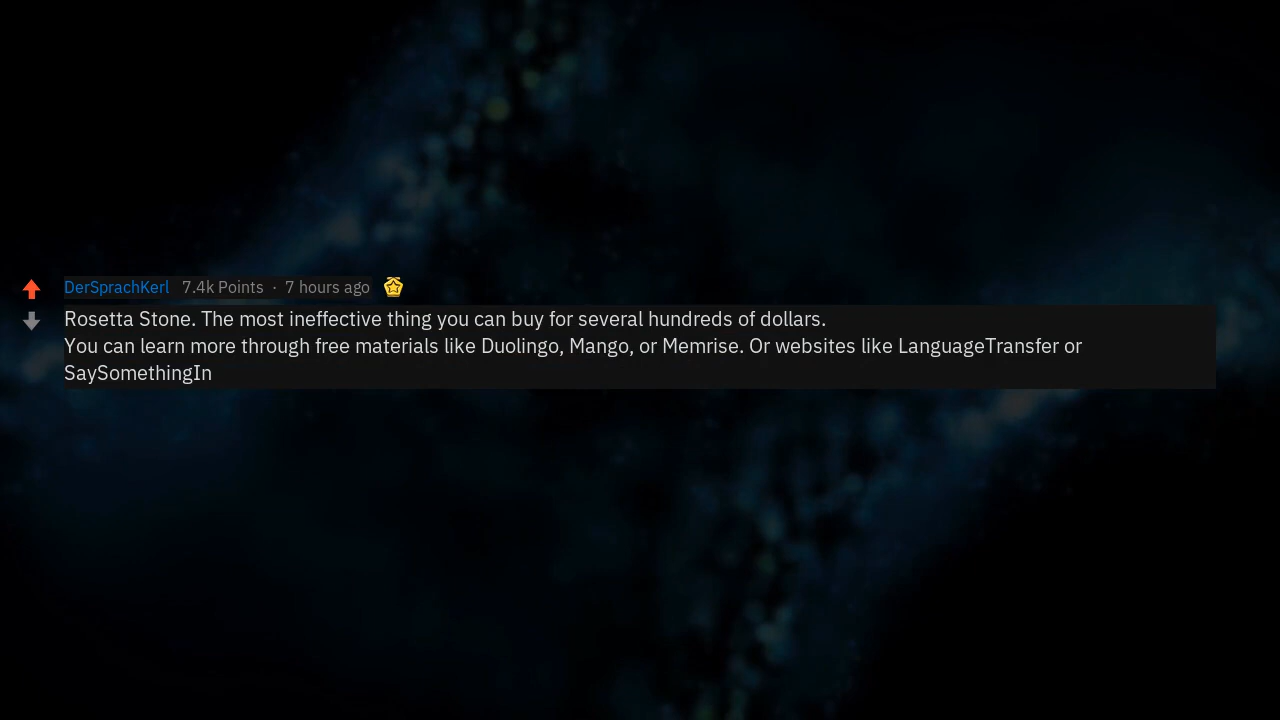 DerSprachKerl 7.4k Points · 7 hours ago
Rosetta Stone. The most ineffective thing you can buy for several hundreds of dollars.
You can learn more through free materials like Duolingo, Mango, or Memrise. Or websites like LanguageTransfer or
SaySomethingIn